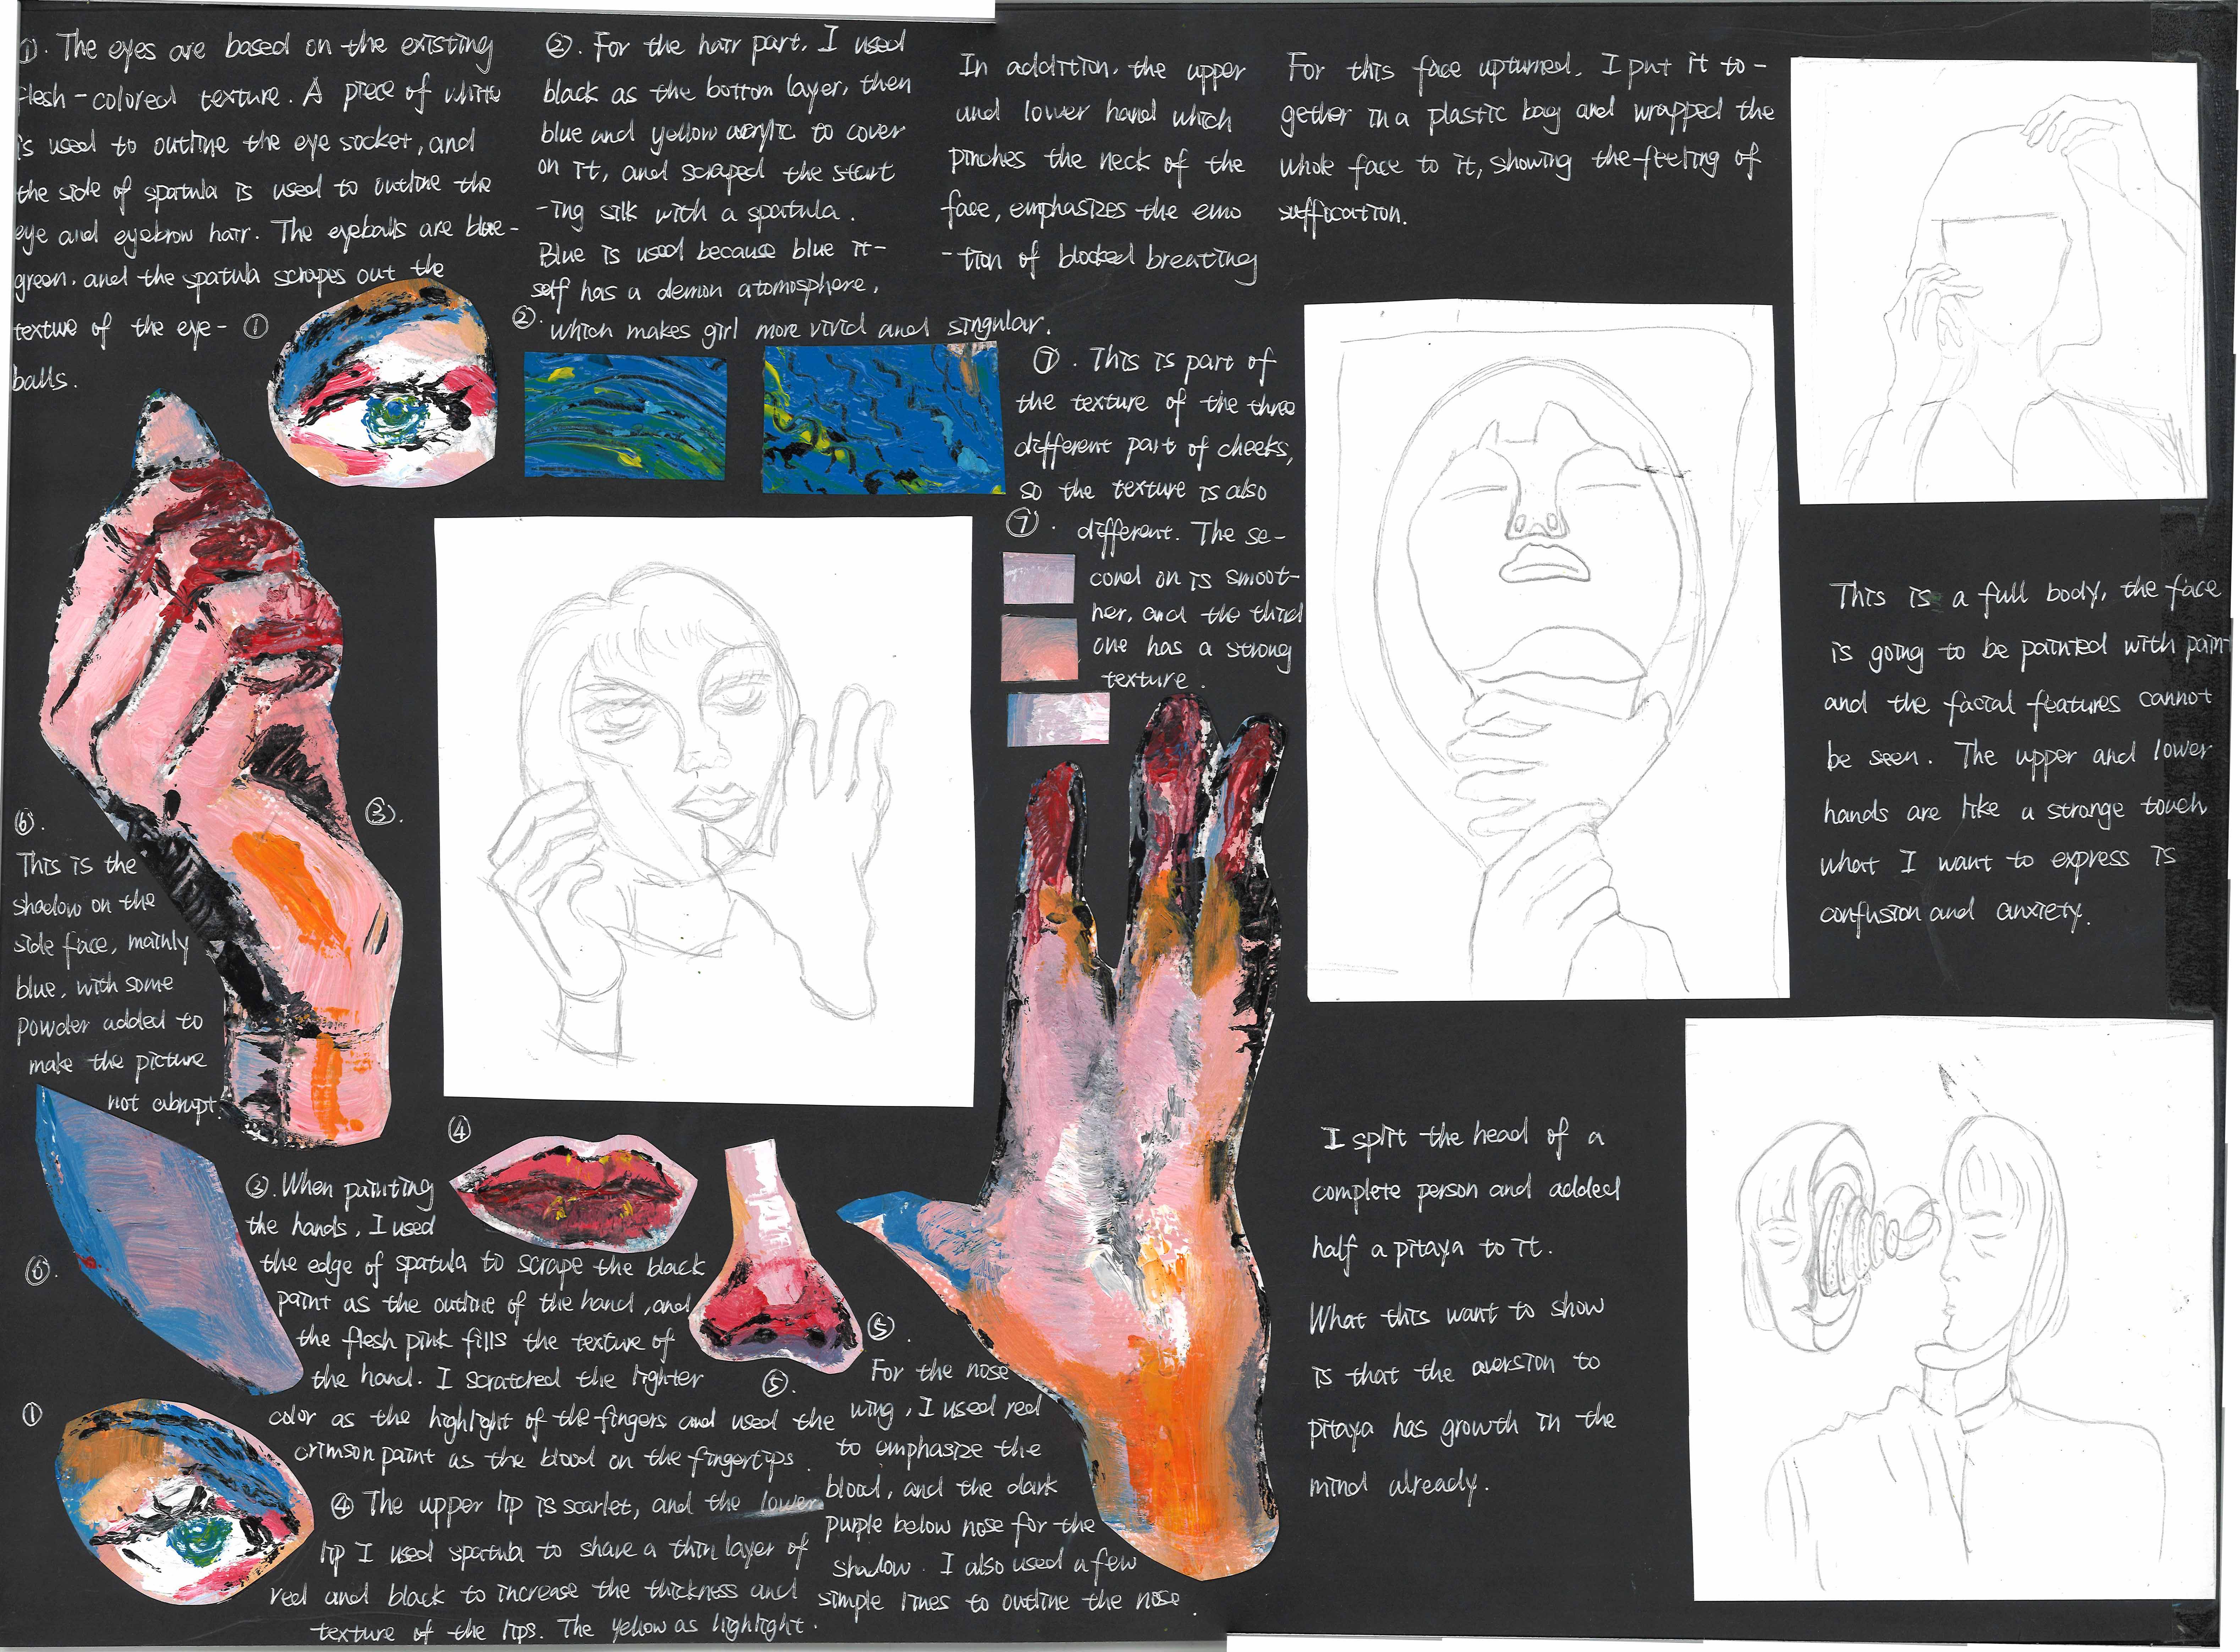 ①. The eyes are based on the existing
flesh-colored texture. A piece of white
is used to outline the eye socket, and
the side of spatula is used to outline the
eye and eyebrow hair. The eyeballs are blue-
green. and the spatula scrapes out the
texture of the eye-
balls.
①
②. For the hair part, I used
black as the bottom layer, then
blue and yellow acrylic to cover
on it, and scraped the start
-ing silk with a spatula.
Blue is used because blue it-
self has a demon atomosphere,
which makes girl more vivid and singular.
②.
In addition, the upper
and lower hand which
pinches the neck of the
face, emphasizes the emo
-tion of blocked breating
For this face upturned, I put it to-
gether in a plastic bag and wrapped the
whole face to it, showing the feeling of
suffocation.
⑦. This is part of
the texture of the three
different part of cheeks,
so the texture is also
different. The se-
cond on is smoot-
her, and the third
one has a strong
texture.
⑦.
This is a full body, the face
is going to be painted with paint
and the facial features cannot
be seen. The upper and lower
hands are like a strange touch
what I want to express is
confusion and anxiety.
③.
⑥.
This is the
shadow on the
side face, mainly
blue, with some
powder added to
make the picture
not abrupt.
⑥.
④
③. When painting
the hands, I used
the edge of spatula to scrape the black
paint as the outline of the hand, and
the flesh pink fills the texture of
the hand. I scratched the lighter
color as the highlight of the fingers and used the
crimson paint as the blood on the fingertips.
①
④ The upper lip is scarlet, and the lower
lip I used spatula to shave a thin layer of
red and black to increase the thickness and
texture of the lips. The yellow as highlight.
⑤.
⑤.
For the nose
wing, I used red
to emphasize the
blood, and the dark
purple below nose for the
shadow. I also used a few
simple lines to outline the nose.
I split the head of a
complete person and added
half a pitaya to it.
What this want to show
is that the aversion to
pitaya has growth in the
mind already.